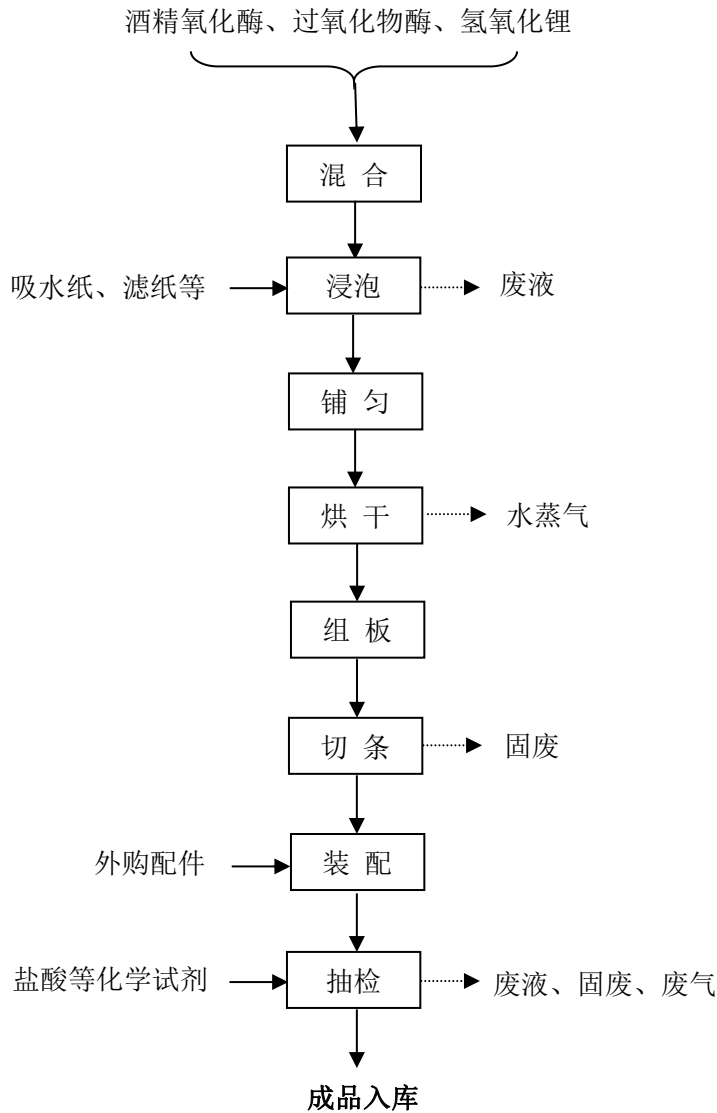 酒精氧化酶、过氧化物酶、氢氧化锂
混 合
吸水纸、滤纸等
浸泡
废液
铺 匀
烘 干
水蒸气
组 板
切 条
固废
外购配件
装 配
盐酸等化学试剂
抽检
废液、固废、废气
成品入库